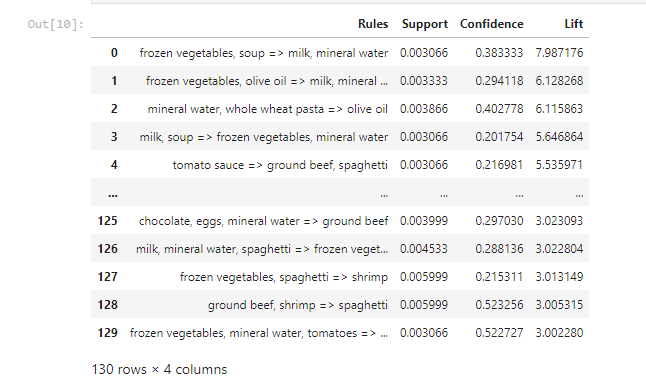 Out[10]:
Rules Support Confidence Lift
0 frozen vegetables, soup => milk, mineral water 0.003066 0.383333 7.987176
1 frozen vegetables, olive oil => milk, mineral ... 0.003333 0.294118 6.128268
2 mineral water, whole wheat pasta => olive oil 0.003866 0.402778 6.115863
3 milk, soup => frozen vegetables, mineral water 0.003066 0.201754 5.646864
4 tomato sauce => ground beef, spaghetti 0.003066 0.216981 5.535971
... ... ... ... ...
125 chocolate, eggs, mineral water => ground beef 0.003999 0.297030 3.023093
126 milk, mineral water, spaghetti => frozen veget... 0.004533 0.288136 3.022804
127 frozen vegetables, spaghetti => shrimp 0.005999 0.215311 3.013149
128 ground beef, shrimp => spaghetti 0.005999 0.523256 3.005315
129 frozen vegetables, mineral water, tomatoes => ... 0.003066 0.522727 3.002280
130 rows × 4 columns